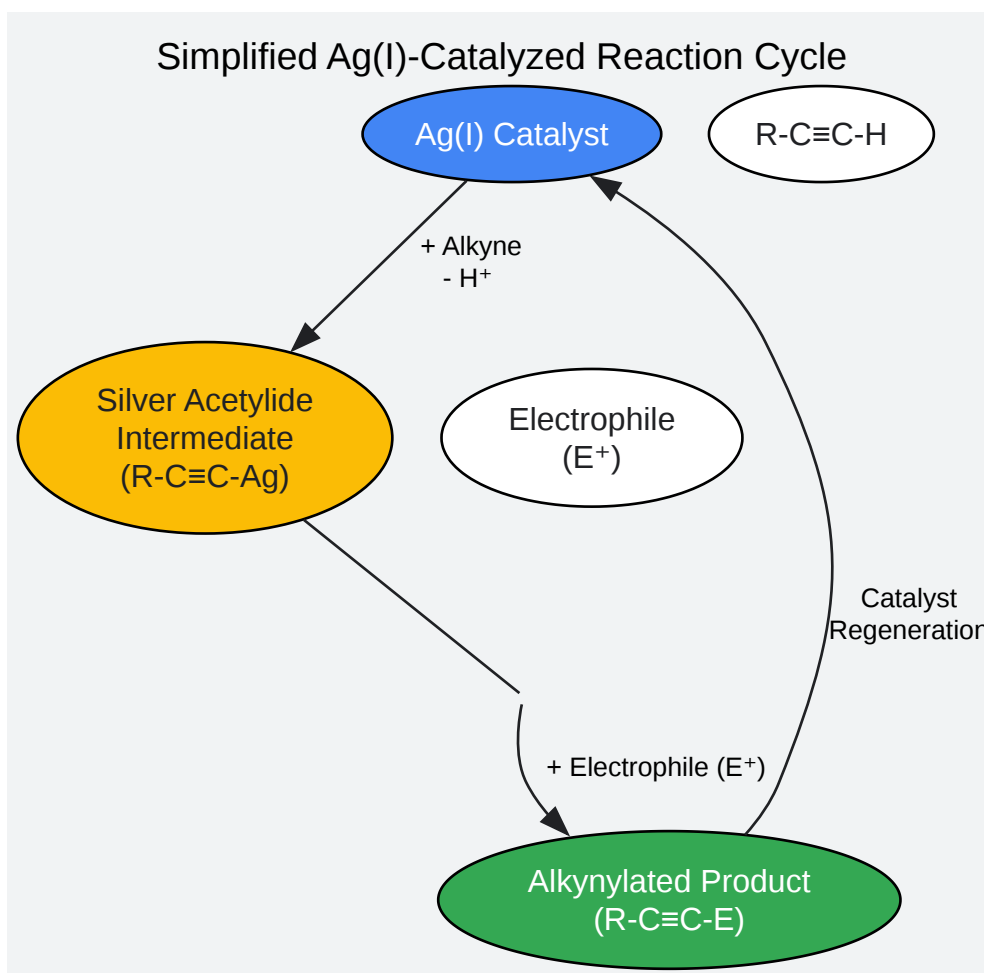 Simplified Ag(I)-Catalyzed Reaction Cycle
Ag(I) Catalyst
R-C≡C-H
+ Alkyne
- H⁺
Silver Acetylide
Intermediate
(R-C≡C-Ag)
Electrophile
(E⁺)
Catalyst
Regeneration
+ Electrophile (E⁺)
Alkynylated Product
(R-C≡C-E)